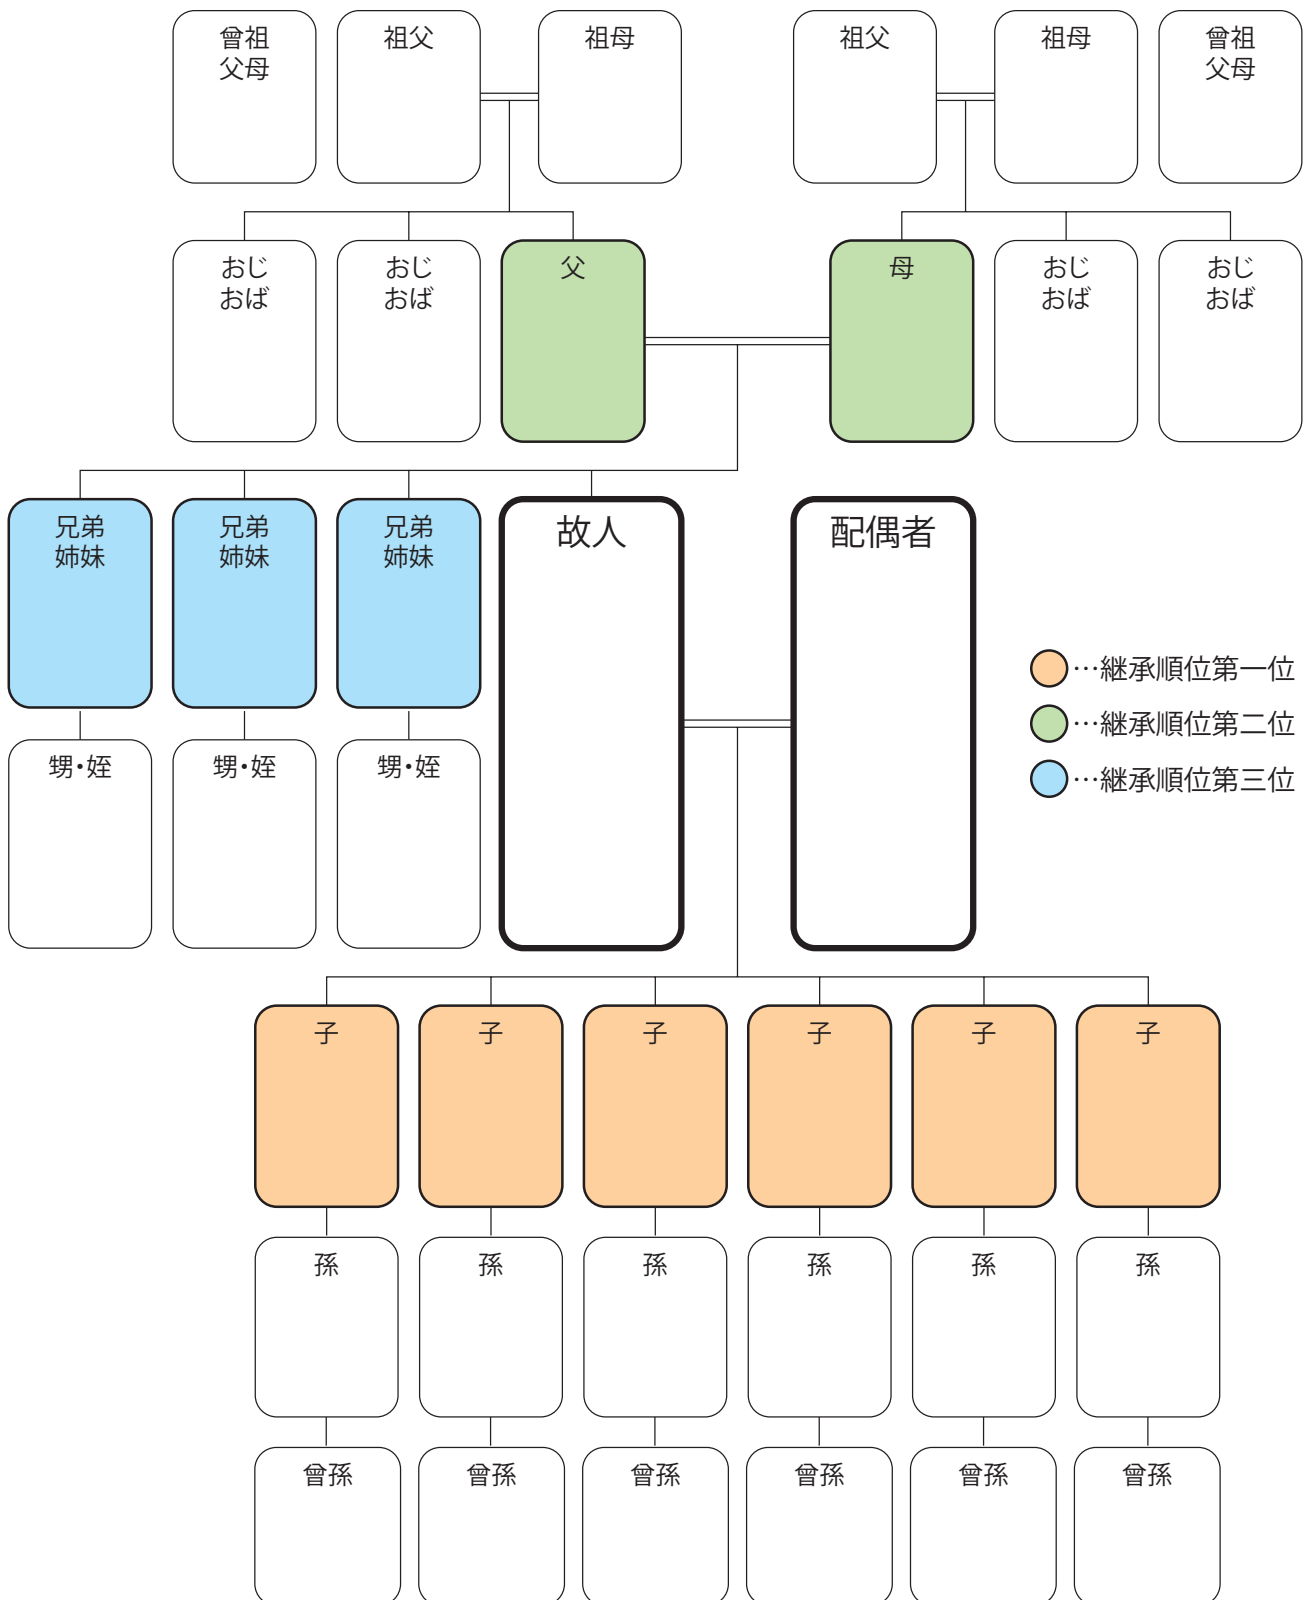 曾祖
父母
祖父
祖母
祖父
祖母
曾祖
父母
おじ
おば
おじ
おば
父
母
おじ
おば
おじ
おば
兄弟
姉妹
兄弟
姉妹
兄弟
姉妹
故人
配偶者
…継承順位第一位
…継承順位第二位
…継承順位第三位
甥・姪
甥・姪
甥・姪
子
子
子
子
子
子
孫
孫
孫
孫
孫
孫
曾孫
曾孫
曾孫
曾孫
曾孫
曾孫